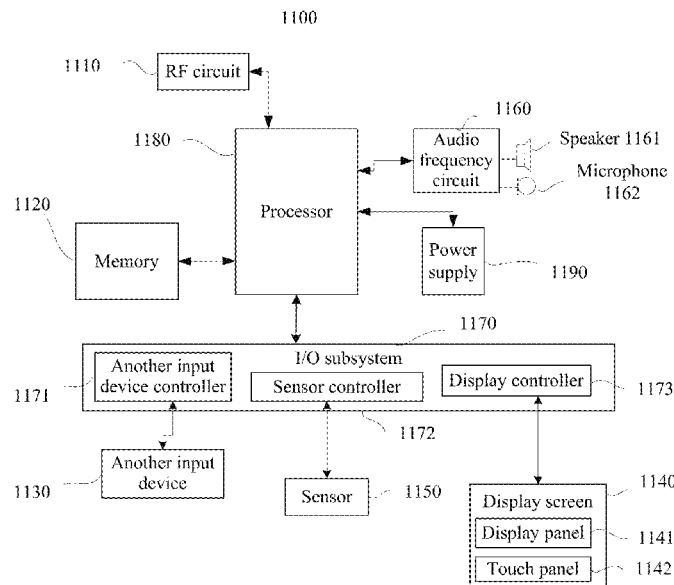 1100
1110
RF circuit
1160
1180
Audio
frequency
circuit
Speaker 1161
Microphone
1162
1120
Processor
Memory
Power
supply
1190
1170
I/O subsystem
1171
Another input
device controller
Sensor controller
Display controller
1173
1172
1130
Another input
device
Sensor
1150
1140
Display screen
Display panel
1141
Touch panel
1142